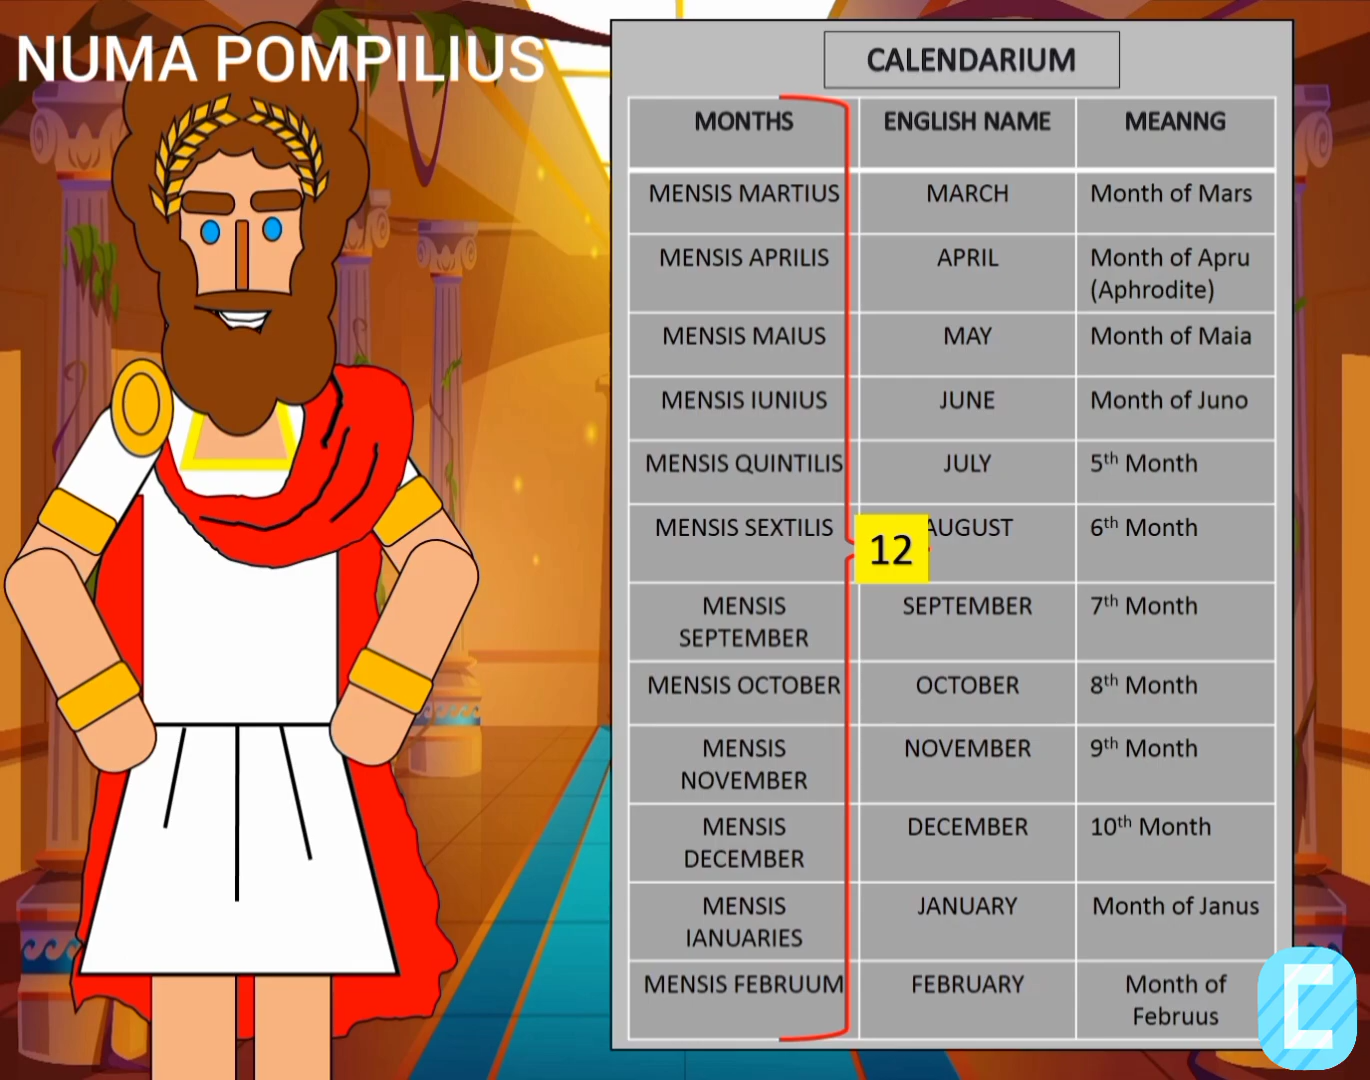 NUMA POMPILIUS
CALENDARIUM
MONTHS ENGLISH NAME MEANNG
MENSIS MARTIUS MARCH Month of Mars
MENSIS APRILIS APRIL Month of Apru
(Aphrodite)
MENSIS MAIUS MAY Month of Maia
MENSIS IUNIUS JUNE Month of Juno
MENSIS QUINTILIS JULY 5th Month
MENSIS SEXTILIS AUGUST 6th Month
12
MENSIS SEPTEMBER 7th Month
SEPTEMBER
MENSIS OCTOBER OCTOBER 8th Month
MENSIS NOVEMBER 9th Month
NOVEMBER
MENSIS DECEMBER 10th Month
DECEMBER
MENSIS JANUARY Month of Janus
IANUARIES
MENSIS FEBRUUM FEBRUARY Month of
Februus
C